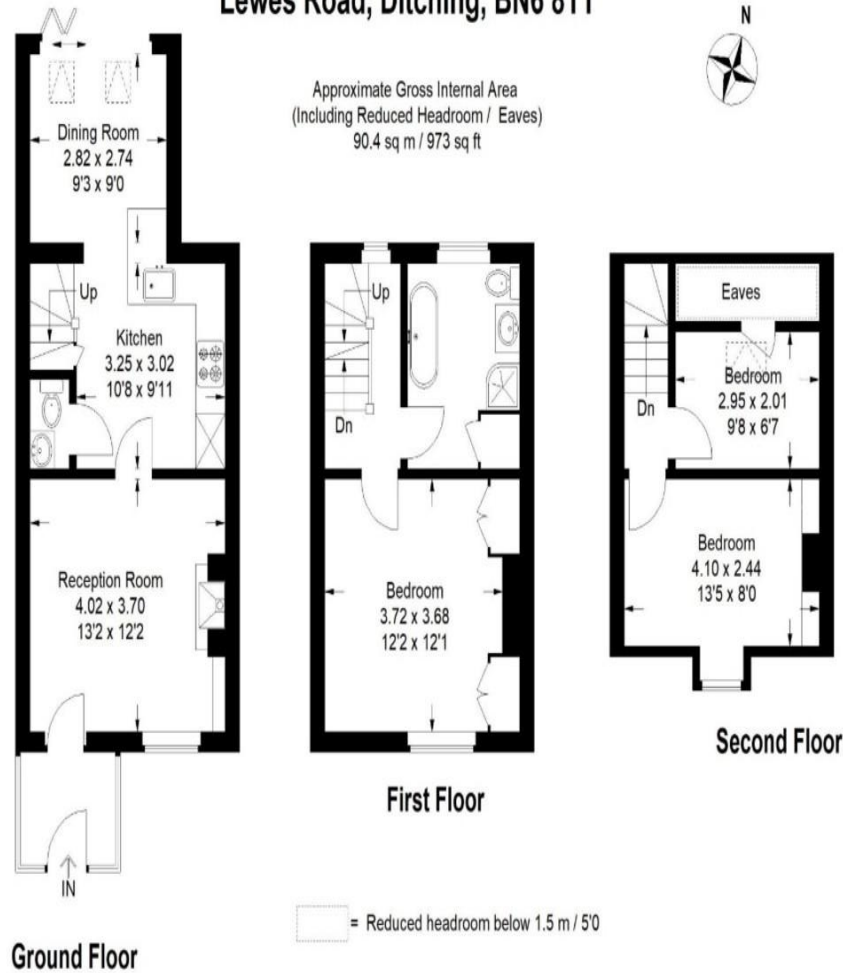 Lewes Road, Ditchling, BN6
N
Approximate Gross Internal Area
(Including Reduced Headroom / Eaves)
90.4 sq m / 973 sq ft
Dining Room
2.82 x 2.74
9'3 x 9'0
Up
Kitchen
3.25 x 3.02
10'8 x 9'11
Reception Room
4.02 x 3.70
13'2 x 12'2
IN
Ground Floor
Up
Dn
Bedroom
3.72 x 3.68
12'2 x 12'1
First Floor
Eaves
Bedroom
2.95 x 2.01
9'8 x 6'7
Dn
Bedroom
4.10 x 2.44
13'5 x 8'0
Second Floor
= Reduced headroom below 1.5 m / 5'0